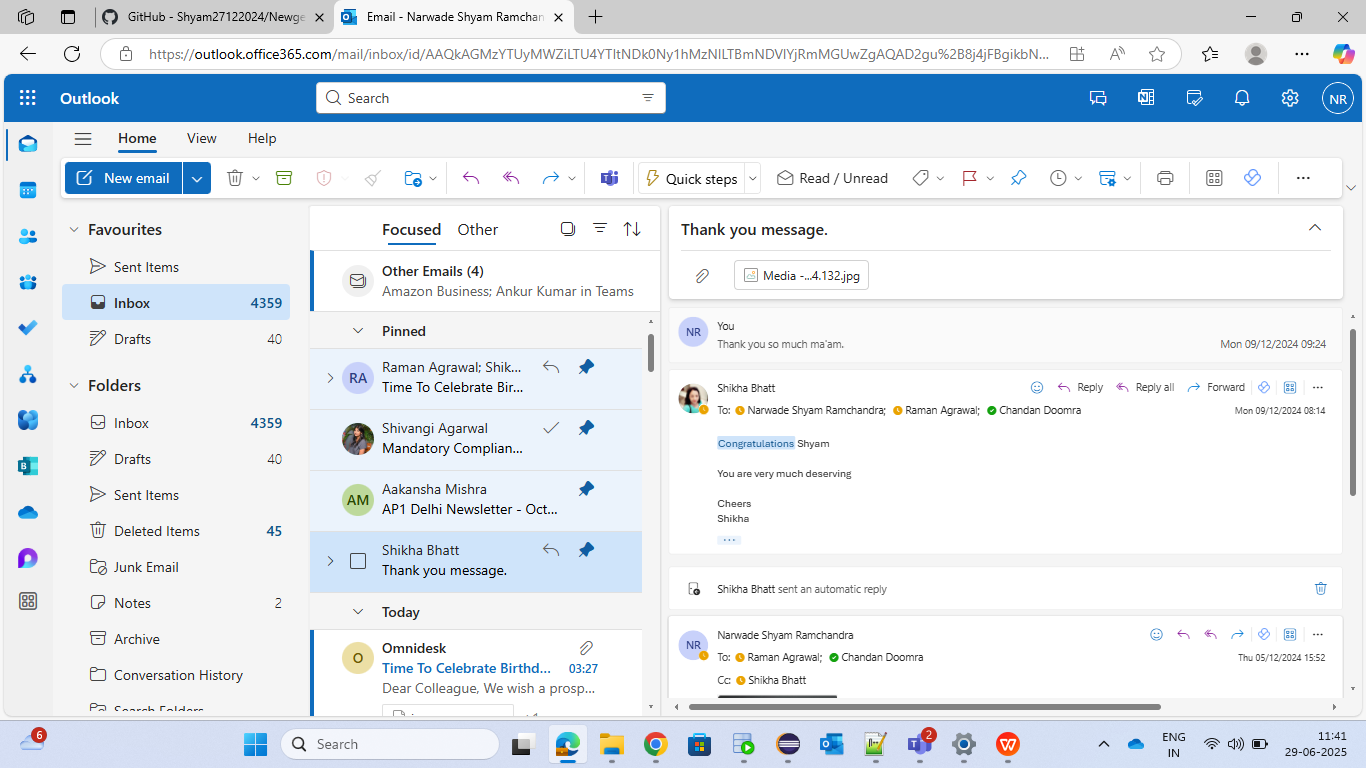 GitHub - Shyam27122024/Newge
Email - Narwade Shyam Ramchan
https://outlook.office365.com/mail/inbox/id/AAQkAGMzYTUyMWZiLTU4YTItNDk0Ny1hMzNlLTBmNDVlYjRmMGUwZgAQAD2gu%2B8j4jFBgikbN...
Outlook
Search
NR
Home View Help
New email
Quick steps
Read / Unread
Favourites
Sent Items
Inbox 4359
Drafts 40
Folders
Inbox 4359
Drafts 40
Sent Items
Deleted Items 45
Junk Email
Notes 2
Archive
Conversation History
Search Folders
Focused Other
Other Emails (4)
Amazon Business; Ankur Kumar in Teams
Pinned
RA
Raman Agrawal; Shik...
Time To Celebrate Bir...
Shivangi Agarwal
Mandatory Complian...
AM
Aakansha Mishra
AP1 Delhi Newsletter - Oct...
Shikha Bhatt
Thank you message.
Today
O
Omnidesk
Time To Celebrate Birthd... 03:27
Dear Colleague, We wish a prosp...
Thank you message.
Media -...4.132.jpg
NR
You
Thank you so much ma'am. Mon 09/12/2024 09:24
Shikha Bhatt Reply Reply all Forward
To: Narwade Shyam Ramchandra; Raman Agrawal; Chandan Doomra Mon 09/12/2024 08:14
Congratulations Shyam
You are very much deserving
Cheers
Shikha
Shikha Bhatt sent an automatic reply
NR
Narwade Shyam Ramchandra
To: Raman Agrawal; Chandan Doomra Thu 05/12/2024 15:52
Cc: Shikha Bhatt
6
Search
2
ENG
IN
11:41
29-06-2025